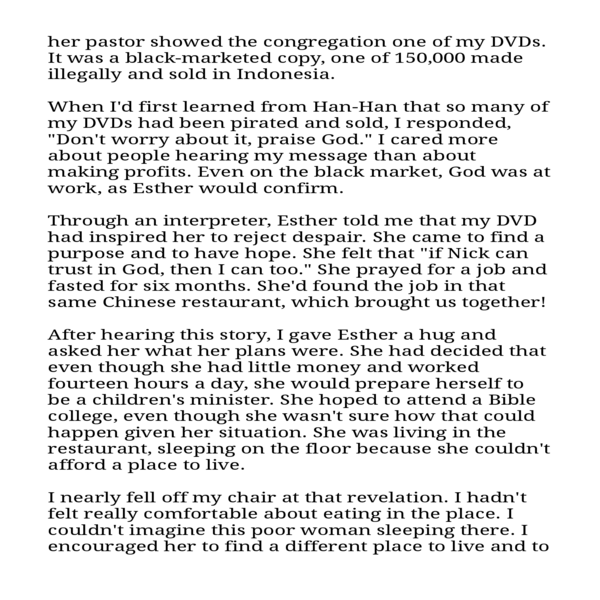 her pastor showed the congregation one of my DVDs.
It was a black-marketed copy, one of 150,000 made
illegally and sold in Indonesia.
When I'd first learned from Han-Han that so many of
my DVDs had been pirated and sold, I responded,
"Don't worry about it, praise God." I cared more
about people hearing my message than about
making profits. Even on the black market, God was at
work, as Esther would confirm.
Through an interpreter, Esther told me that my DVD
had inspired her to reject despair. She came to find a
purpose and to have hope. She felt that "if Nick can
trust in God, then I can too." She prayed for a job and
fasted for six months. She'd found the job in that
same Chinese restaurant, which brought us together!
After hearing this story, I gave Esther a hug and
asked her what her plans were. She had decided that
even though she had little money and worked
fourteen hours a day, she would prepare herself to
be a children's minister. She hoped to attend a Bible
college, even though she wasn't sure how that could
happen given her situation. She was living in the
restaurant, sleeping on the floor because she couldn't
afford a place to live.
I nearly fell off my chair at that revelation. I hadn't
felt really comfortable about eating in the place. I
couldn't imagine this poor woman sleeping there. I
encouraged her to find a different place to live and to